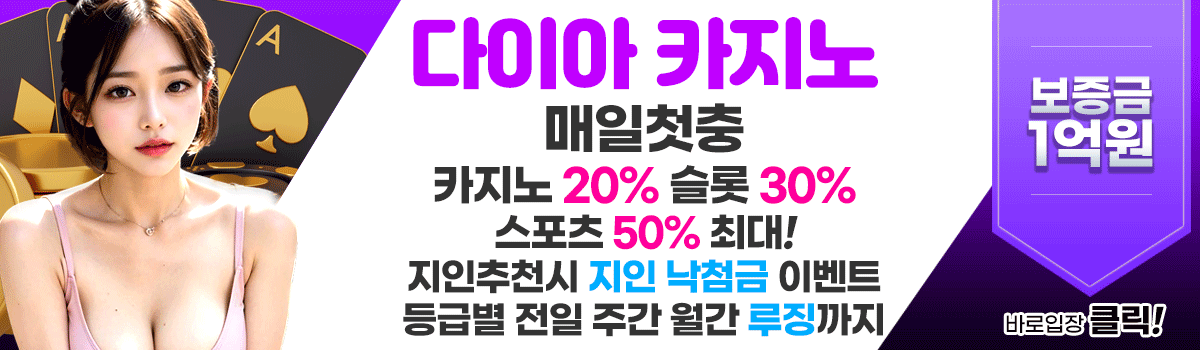 다이아 카지노
매일첫충
카지노 20% 슬롯 30%
스포츠 50% 최대!
지인추천시 지인 낙첨금 이벤트
등급별 전일 주간 월간 루징까지
보증금
1억원
바로입장 클릭!
A
A